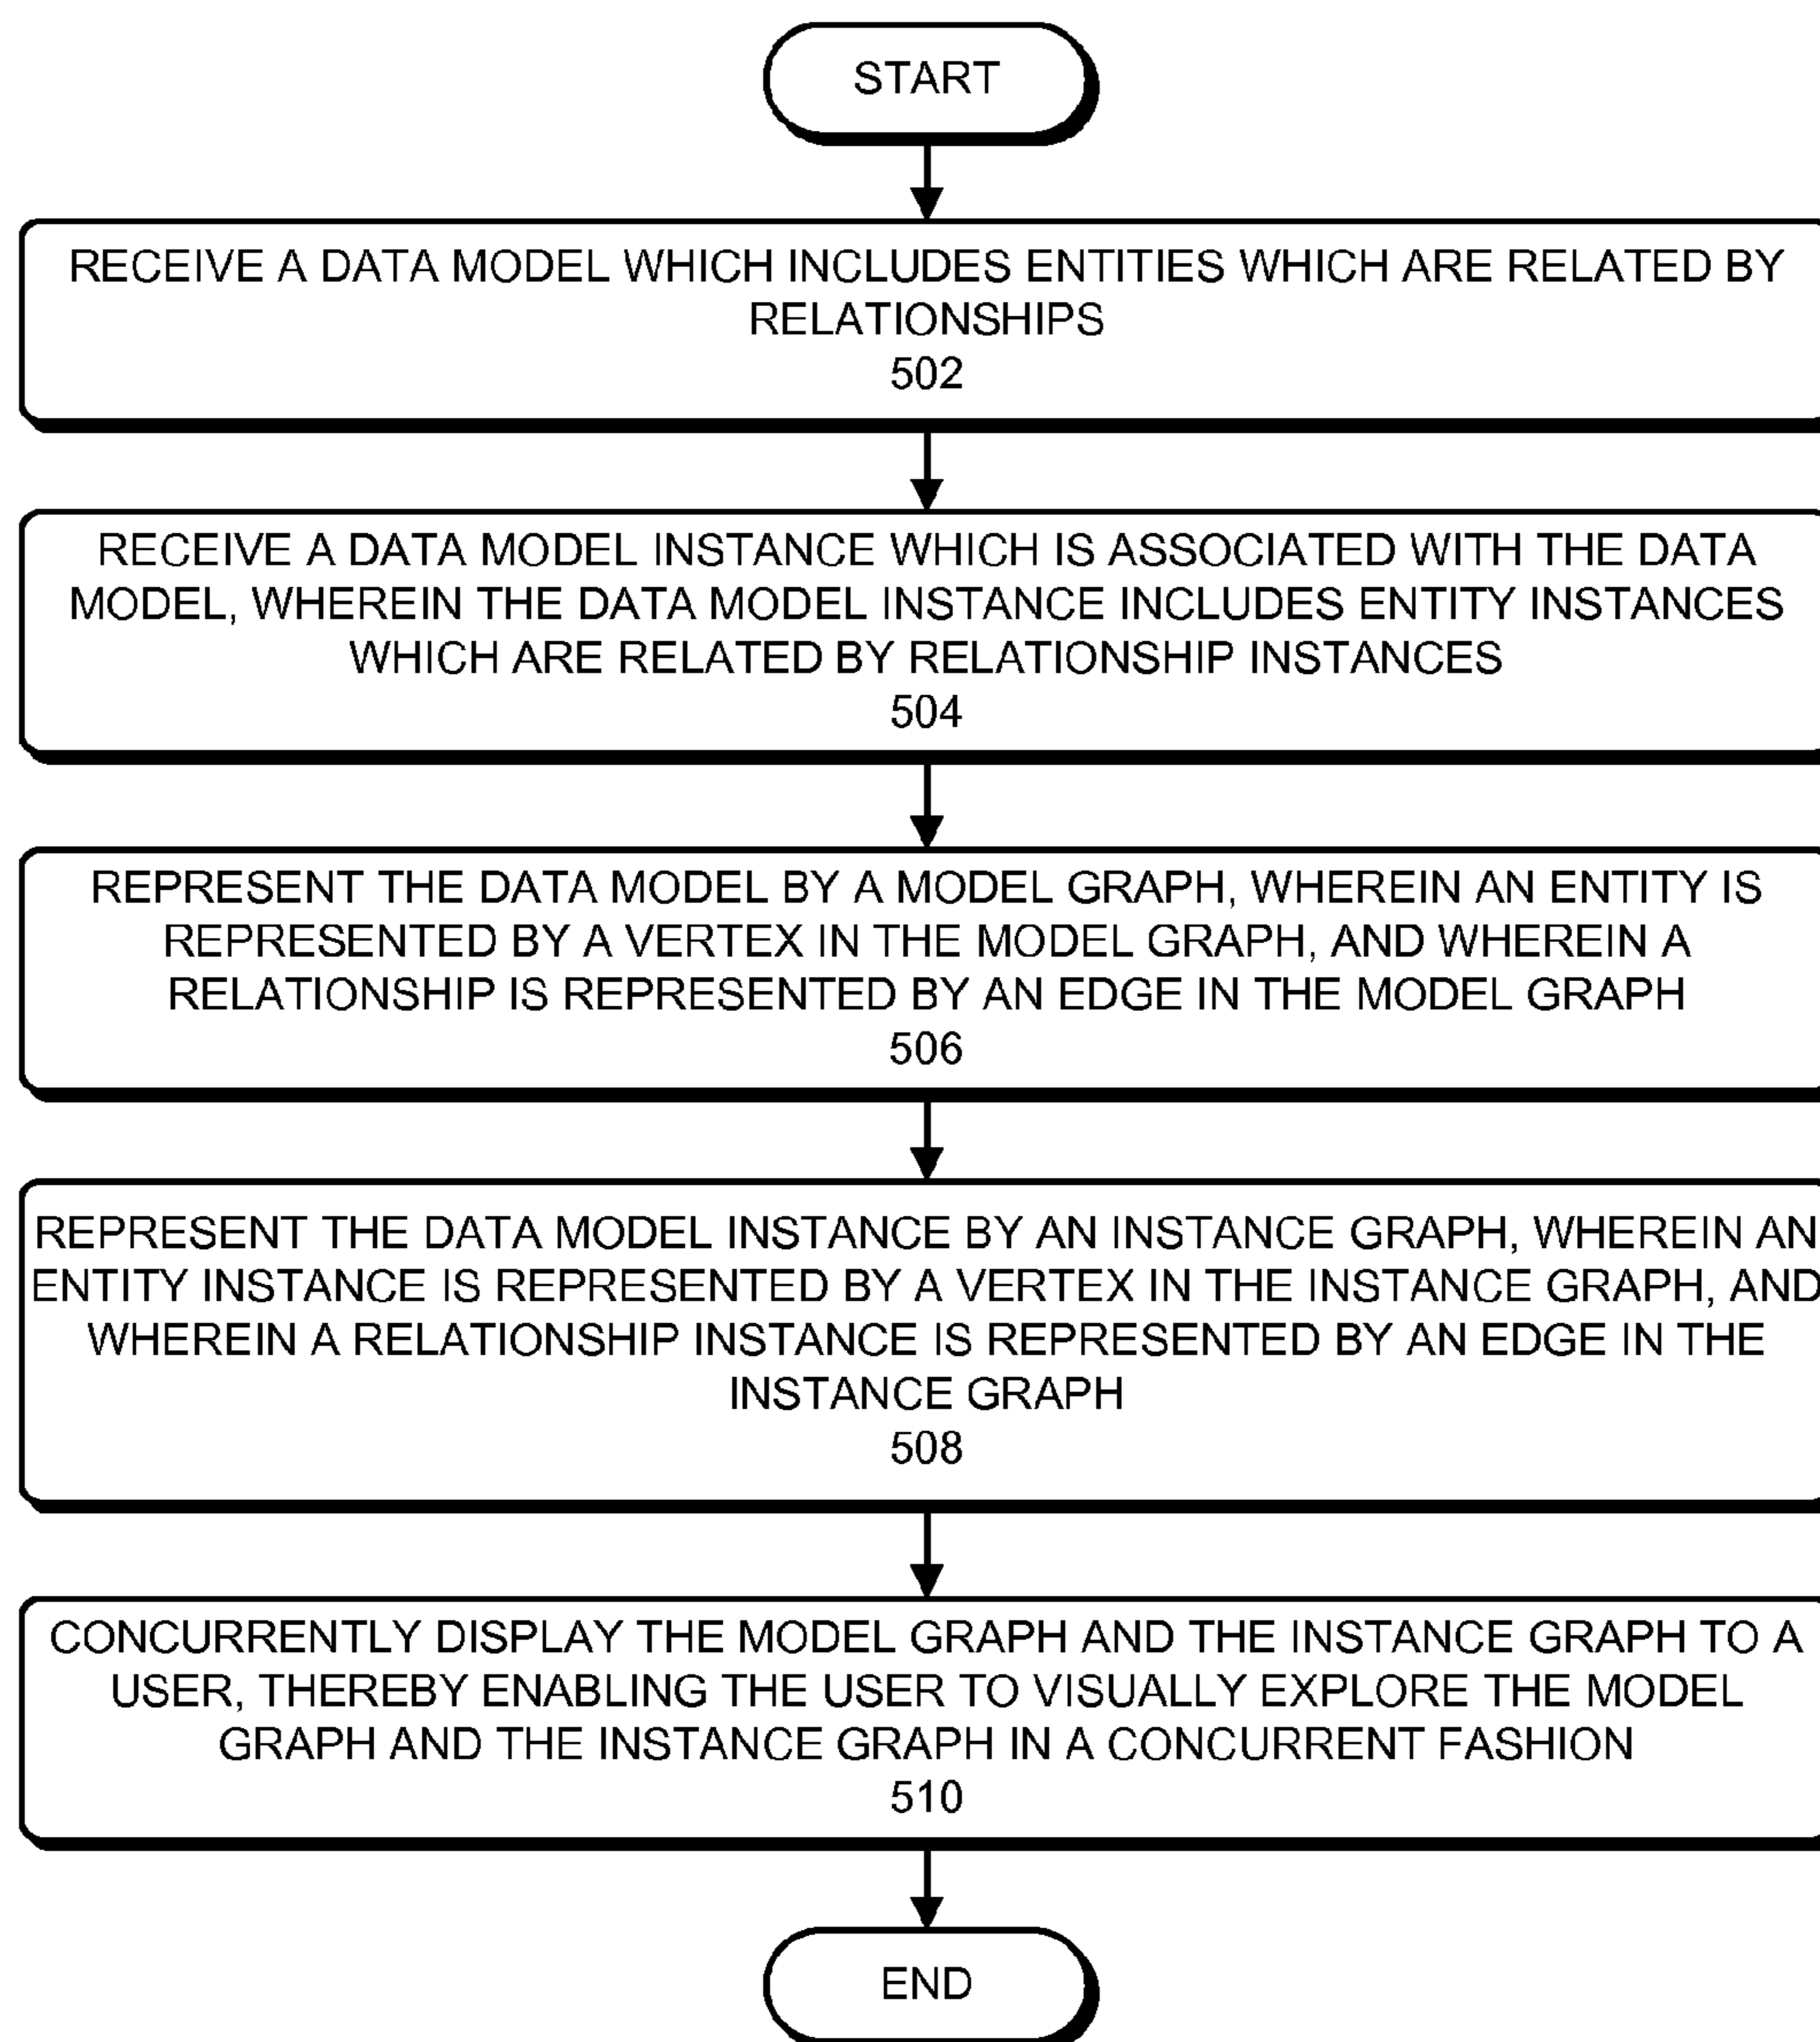 START
RECEIVE A DATA MODEL WHICH INCLUDES ENTITIES WHICH ARE RELATED BY
RELATIONSHIPS
502
RECEIVE A DATA MODEL INSTANCE WHICH IS ASSOCIATED WITH THE DATA
MODEL, WHEREIN THE DATA MODEL INSTANCE INCLUDES ENTITY INSTANCES
WHICH ARE RELATED BY RELATIONSHIP INSTANCES
504
REPRESENT THE DATA MODEL BY A MODEL GRAPH, WHEREIN AN ENTITY IS
REPRESENTED BY A VERTEX IN THE MODEL GRAPH, AND WHEREIN A
RELATIONSHIP IS REPRESENTED BY AN EDGE IN THE MODEL GRAPH
506
REPRESENT THE DATA MODEL INSTANCE BY AN INSTANCE GRAPH, WHEREIN AN
ENTITY INSTANCE IS REPRESENTED BY A VERTEX IN THE INSTANCE GRAPH, AND
WHEREIN A RELATIONSHIP INSTANCE IS REPRESENTED BY AN EDGE IN THE
INSTANCE GRAPH
508
CONCURRENTLY DISPLAY THE MODEL GRAPH AND THE INSTANCE GRAPH TO A
USER, THEREBY ENABLING THE USER TO VISUALLY EXPLORE THE MODEL
GRAPH AND THE INSTANCE GRAPH IN A CONCURRENT FASHION
510
END